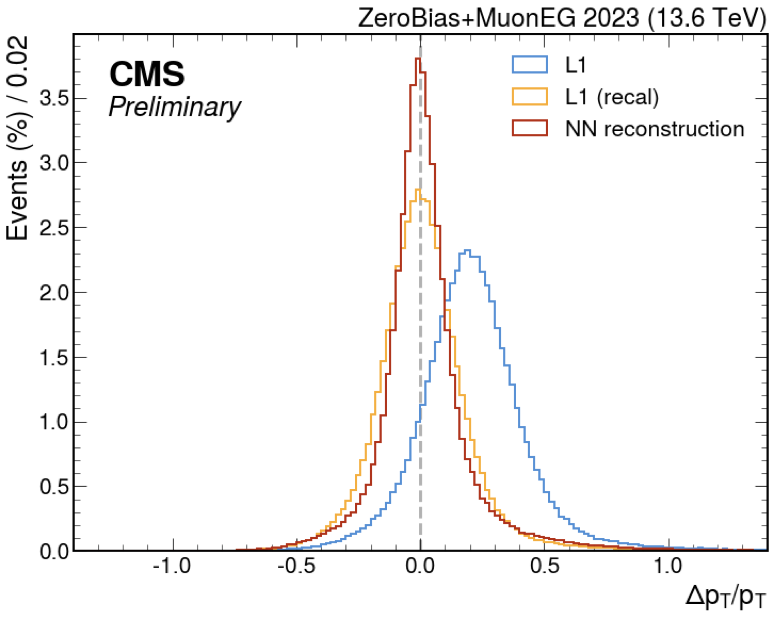 ZeroBias+MuonEG 2023 (13.6 TeV)
CMS
Preliminary
L1
L1 (recal)
NN reconstruction
Events (%) / 0.02
3.5
3.0
2.5
2.0
1.5
1.0
0.5
0.0
-1.0 -0.5 0.0 0.5 1.0
Δp_T/p_T